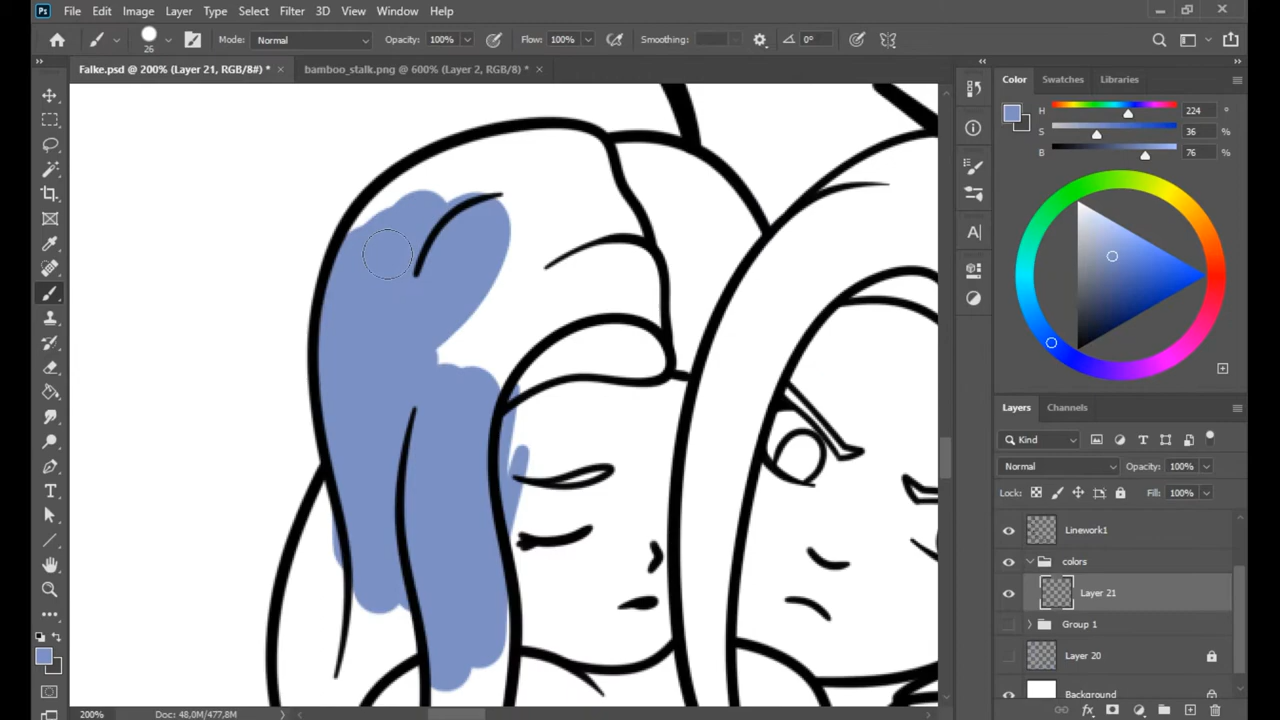 Ps File Edit Image Layer Type Select Filter 3D View Window Help
26 Mode: Normal Opacity: 100% Flow: 100% Smoothing: 0°
Falke.psd @ 200% (Layer 21, RGB/8#) * × bamboo_stalk.png @ 600% (Layer 2, RGB/8) * ×
Color Swatches Libraries
H 224 °
S 36 %
B 76 %
Layers Channels
Kind
Normal Opacity: 100%
Lock: Fill: 100%
Linework1
colors
Layer 21
Group 1
Layer 20
Background
200% Doc: 48,0M/477,8M